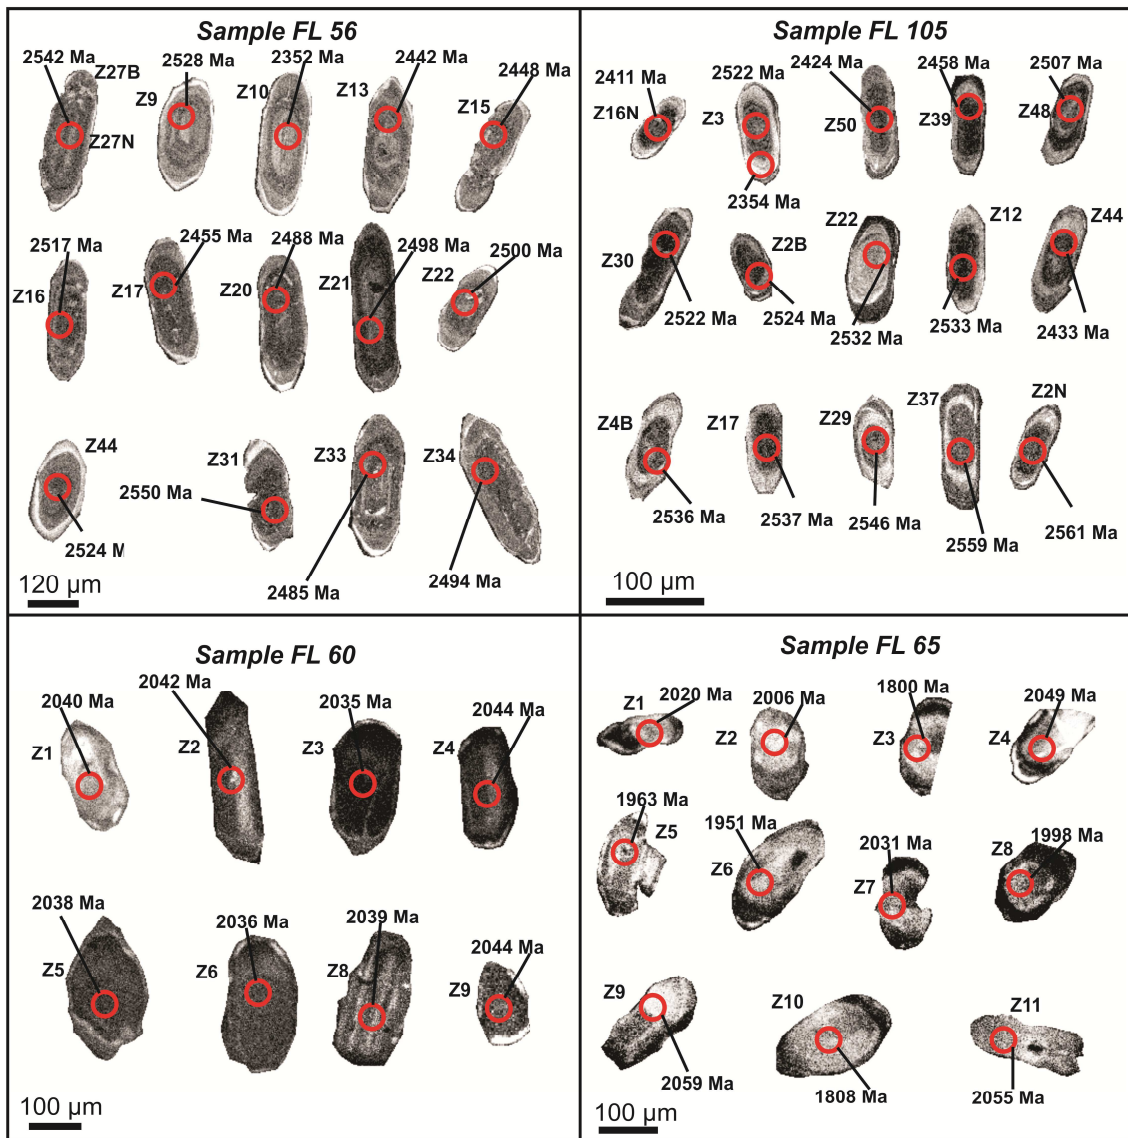 Sample FL 56
2542 Ma
Z27B
2528 Ma
2352 Ma
2442 Ma
2448 Ma
Z9
Z10
Z13
Z15
Z27N
2517 Ma
2455 Ma
2488 Ma
2498 Ma
2500 Ma
Z16
Z17
Z20
Z21
Z22
Z44
Z31
Z33
Z34
2550 Ma
2524 M
2485 Ma
2494 Ma
120 µm
Sample FL 105
2411 Ma
2522 Ma
2424 Ma
2458 Ma
2507 Ma
Z16N
Z3
Z50
Z39
Z48
2354 Ma
Z30
Z2B
Z22
Z12
Z44
2522 Ma
2524 Ma
2532 Ma
2533 Ma
2433 Ma
Z4B
Z17
Z29
Z37
Z2N
2536 Ma
2537 Ma
2546 Ma
2559 Ma
2561 Ma
100 µm
Sample FL 60
2040 Ma
2042 Ma
2035 Ma
2044 Ma
Z1
Z2
Z3
Z4
2038 Ma
2036 Ma
2039 Ma
2044 Ma
Z5
Z6
Z8
Z9
100 µm
Sample FL 65
Z1
2020 Ma
2006 Ma
1800 Ma
2049 Ma
Z2
Z3
Z4
1963 Ma
Z5
1951 Ma
Z6
2031 Ma
Z7
Z8
1998 Ma
Z9
Z10
Z11
2059 Ma
1808 Ma
2055 Ma
100 µm